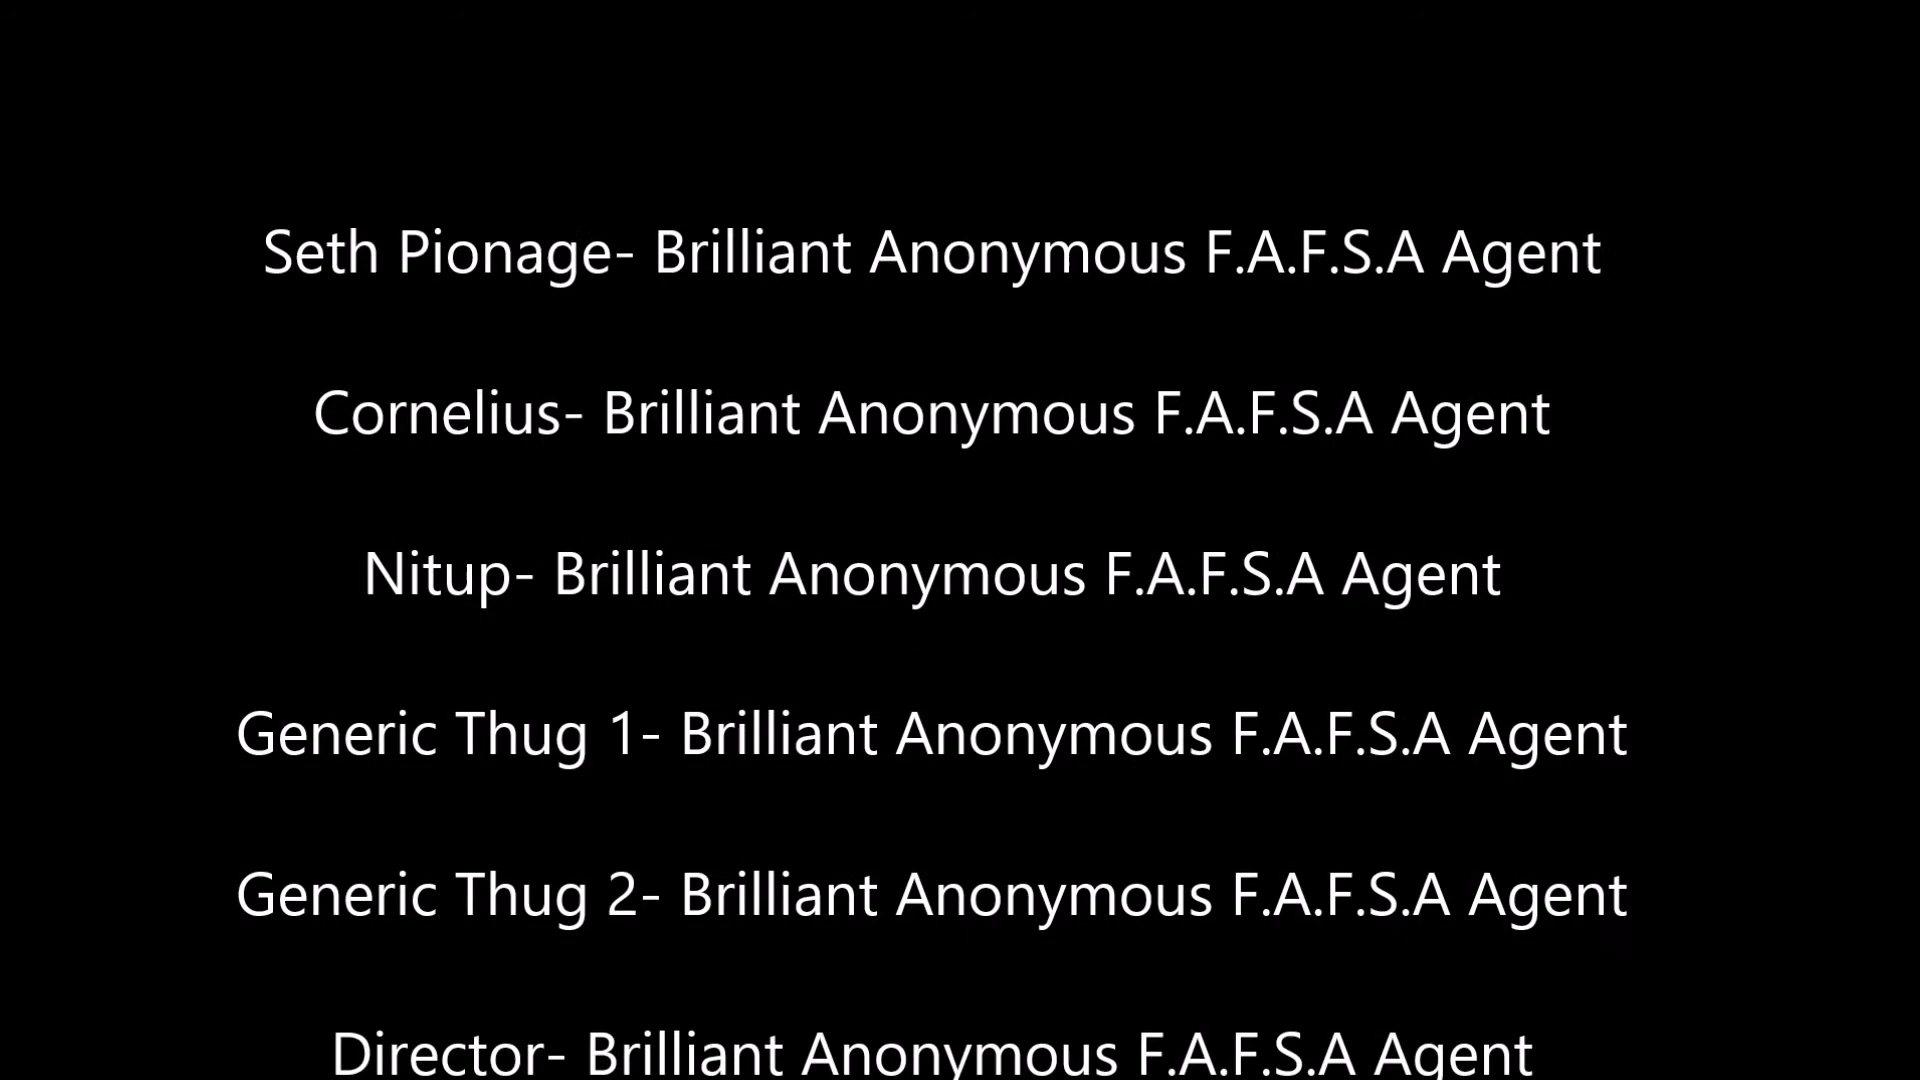 Seth Pionage- Brilliant Anonymous F.A.F.S.A Agent
Cornelius- Brilliant Anonymous F.A.F.S.A Agent
Nitup- Brilliant Anonymous F.A.F.S.A Agent
Generic Thug 1- Brilliant Anonymous F.A.F.S.A Agent
Generic Thug 2- Brilliant Anonymous F.A.F.S.A Agent
Director- Brilliant Anonymous F.A.F.S.A Agent